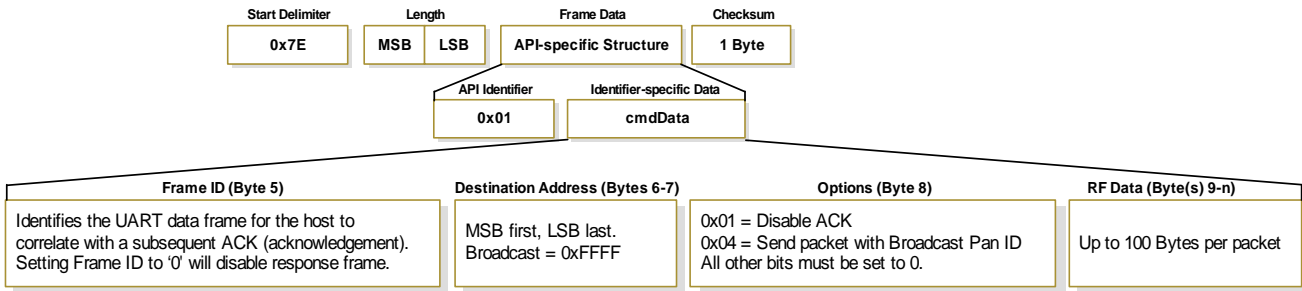 Start Delimiter Length Frame Data Checksum
0x7E MSB LSB API-specific Structure 1 Byte
API Identifier Identifier-specific Data
0x01 cmdData
Frame ID (Byte 5)
Identifies the UART data frame for the host to
correlate with a subsequent ACK (acknowledgement).
Setting Frame ID to ‘0’ will disable response frame.
Destination Address (Bytes 6-7)
MSB first, LSB last.
Broadcast = 0xFFFF
Options (Byte 8)
0x01 = Disable ACK
0x04 = Send packet with Broadcast Pan ID
All other bits must be set to 0.
RF Data (Byte(s) 9-n)
Up to 100 Bytes per packet